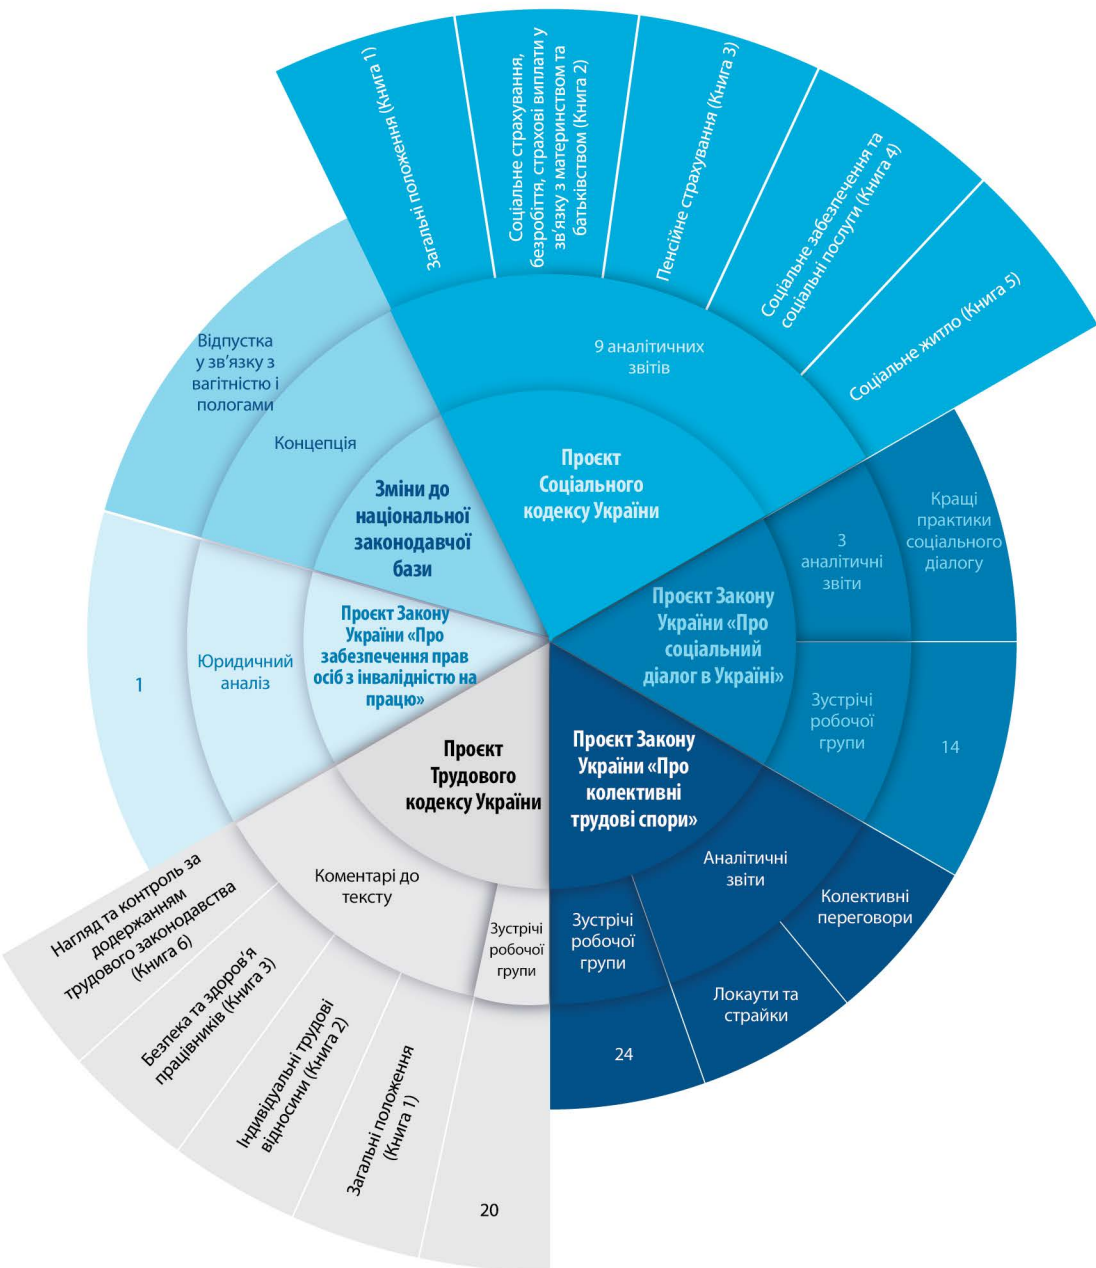 Загальні положення (Книга 1)
Соціальне страхування,
безробіття, страхові виплати у
зв'язку з материнством та
батьківством (Книга 2)
Пенсійне страхування (Книга 3)
Соціальне забезпечення та
соціальні послуги (Книга 4)
Соціальне житло (Книга 5)
9 аналітичних
звітів
Проєкт
Соціального
кодексу України
Відпустка
у зв'язку з
вагітністю і
пологами
Концепція
Зміни до
національної
законодавчої
бази
Кращі
практики
соціального
діалогу
3
аналітичні
звіти
Проєкт Закону
України «Про
соціальний
діалог в Україні»
Зустрічі
робочої
групи
14
1
Юридичний
аналіз
Проєкт Закону
України «Про
забезпечення прав
осіб з інвалідністю на
працю»
Проєкт
Трудового
кодексу України
Коментарі до
тексту
Зустрічі
робочої
групи
Нагляд та контроль за
додержанням
трудового законодавства
(Книга 6)
Безпека та здоров'я
працівників (Книга 3)
Індивідуальні трудові
відносини (Книга 2)
Загальні положення
(Книга 1)
20
Проєкт Закону
України «Про
колективні
трудові спори»
Аналітичні
звіти
Зустрічі
робочої
групи
Колективні
переговори
Локаути та
страйки
24